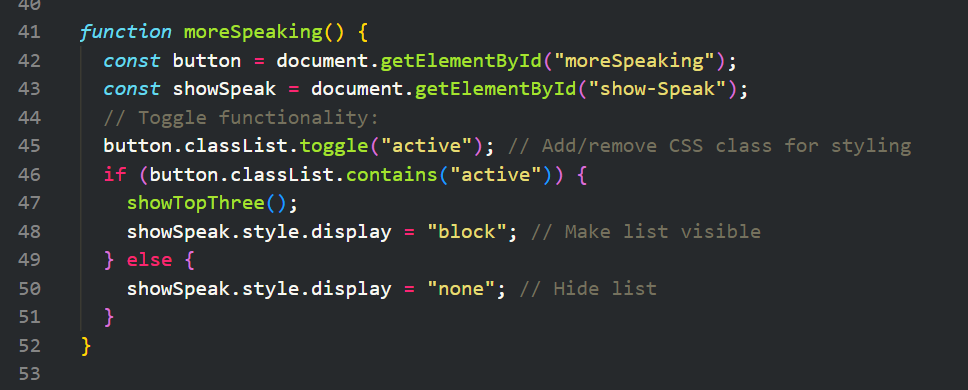 40
41 function moreSpeaking() {
42   const button = document.getElementById("moreSpeaking");
43   const showSpeak = document.getElementById("show-Speak");
44   // Toggle functionality:
45   button.classList.toggle("active"); // Add/remove CSS class for styling
46   if (button.classList.contains("active")) {
47     showTopThree();
48     showSpeak.style.display = "block"; // Make list visible
49   } else {
50     showSpeak.style.display = "none"; // Hide list
51   }
52 }
53